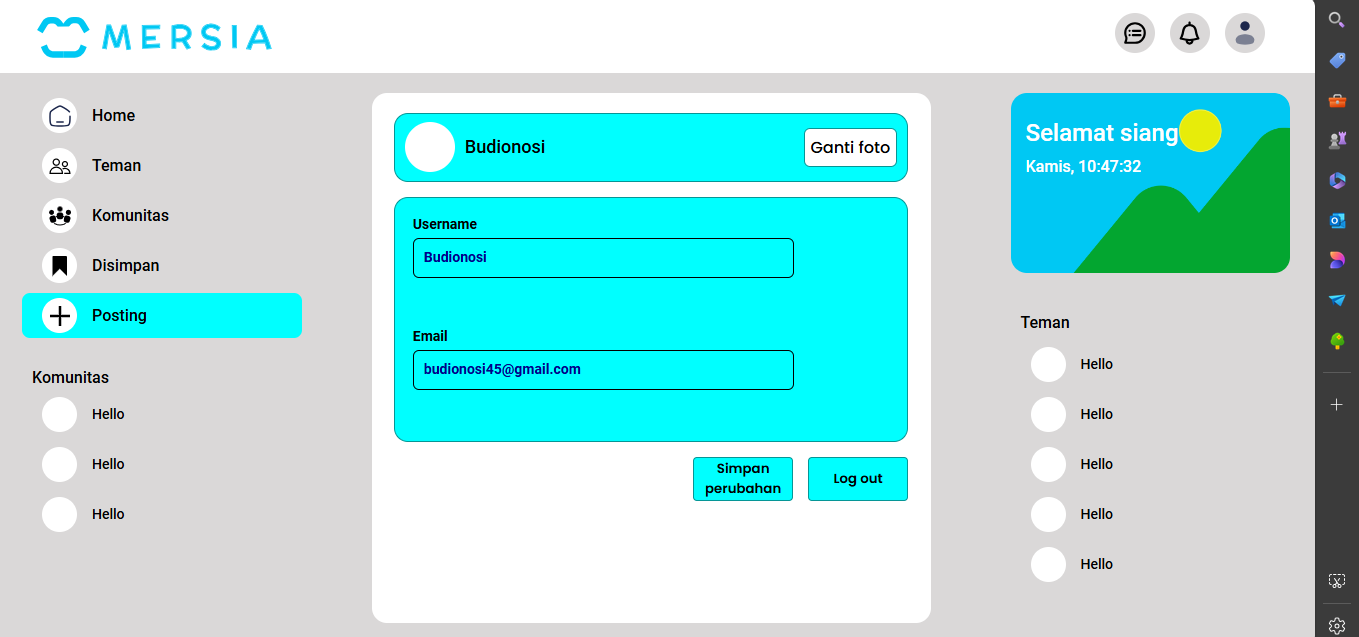 MERSIA
Home
Teman
Komunitas
Disimpan
Posting
Komunitas
Hello
Hello
Hello
Budionosi
Ganti foto
Username
Budionosi
Email
budionosi45@gmail.com
Simpan
perubahan
Log out
Selamat siang
Kamis, 10:47:32
Teman
Hello
Hello
Hello
Hello
Hello